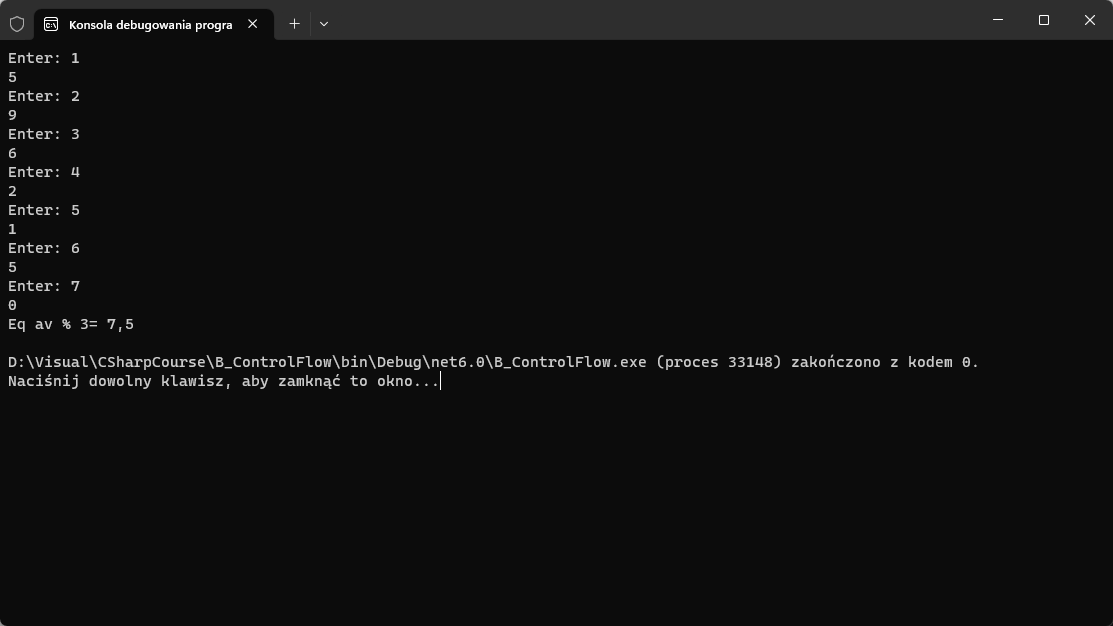 Konsola debugowania progra
Enter: 1
5
Enter: 2
9
Enter: 3
6
Enter: 4
2
Enter: 5
1
Enter: 6
5
Enter: 7
0
Eq av % 3= 7,5
D:\Visual\CSharpCourse\B_ControlFlow\bin\Debug\net6.0\B_ControlFlow.exe (proces 33148) zakończono z kodem 0.
Naciśnij dowolny klawisz, aby zamknąć to okno...